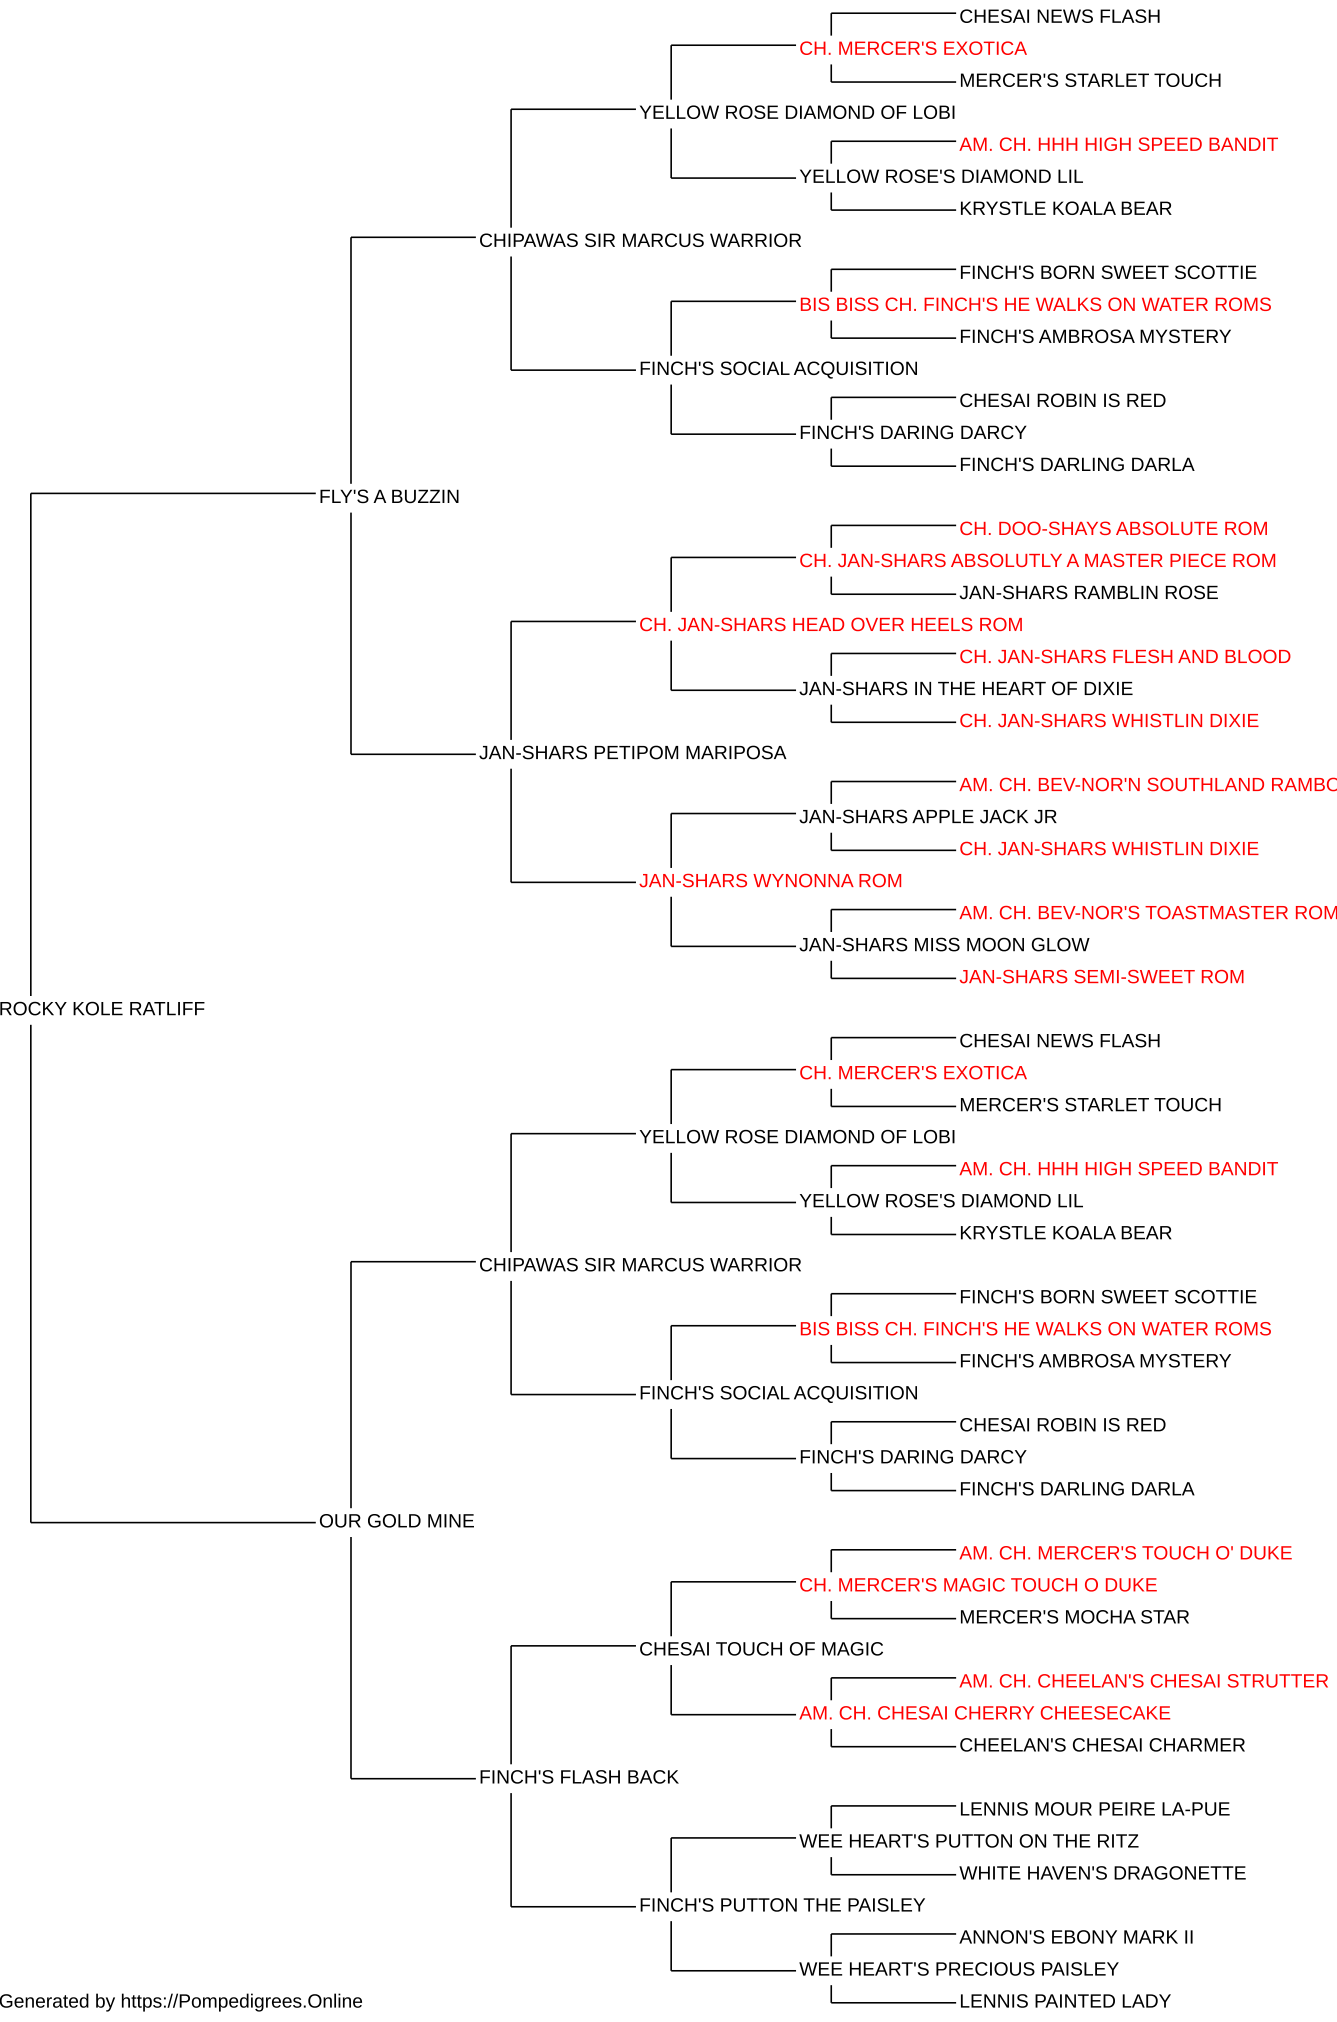 CHESAI NEWS FLASH
CH. MERCER'S EXOTICA
MERCER'S STARLET TOUCH
YELLOW ROSE DIAMOND OF LOBI
AM. CH. HHH HIGH SPEED BANDIT
YELLOW ROSE'S DIAMOND LIL
KRYSTLE KOALA BEAR
CHIPAWAS SIR MARCUS WARRIOR
FINCH'S BORN SWEET SCOTTIE
BIS BISS CH. FINCH'S HE WALKS ON WATER ROMS
FINCH'S AMBROSA MYSTERY
FINCH'S SOCIAL ACQUISITION
CHESAI ROBIN IS RED
FINCH'S DARING DARCY
FINCH'S DARLING DARLA
FLY'S A BUZZIN
CH. DOO-SHAYS ABSOLUTE ROM
CH. JAN-SHARS ABSOLUTLY A MASTER PIECE ROM
JAN-SHARS RAMBLIN ROSE
CH. JAN-SHARS HEAD OVER HEELS ROM
CH. JAN-SHARS FLESH AND BLOOD
JAN-SHARS IN THE HEART OF DIXIE
CH. JAN-SHARS WHISTLIN DIXIE
JAN-SHARS PETIPOM MARIPOSA
AM. CH. BEV-NOR'N SOUTHLAND RAMBO
JAN-SHARS APPLE JACK JR
CH. JAN-SHARS WHISTLIN DIXIE
JAN-SHARS WYNONNA ROM
AM. CH. BEV-NOR'S TOASTMASTER ROM
JAN-SHARS MISS MOON GLOW
JAN-SHARS SEMI-SWEET ROM
ROCKY KOLE RATLIFF
CHESAI NEWS FLASH
CH. MERCER'S EXOTICA
MERCER'S STARLET TOUCH
YELLOW ROSE DIAMOND OF LOBI
AM. CH. HHH HIGH SPEED BANDIT
YELLOW ROSE'S DIAMOND LIL
KRYSTLE KOALA BEAR
CHIPAWAS SIR MARCUS WARRIOR
FINCH'S BORN SWEET SCOTTIE
BIS BISS CH. FINCH'S HE WALKS ON WATER ROMS
FINCH'S AMBROSA MYSTERY
FINCH'S SOCIAL ACQUISITION
CHESAI ROBIN IS RED
FINCH'S DARING DARCY
FINCH'S DARLING DARLA
OUR GOLD MINE
AM. CH. MERCER'S TOUCH O' DUKE
CH. MERCER'S MAGIC TOUCH O DUKE
MERCER'S MOCHA STAR
CHESAI TOUCH OF MAGIC
AM. CH. CHEELAN'S CHESAI STRUTTER
AM. CH. CHESAI CHERRY CHEESECAKE
CHEELAN'S CHESAI CHARMER
FINCH'S FLASH BACK
LENNIS MOUR PEIRE LA-PUE
WEE HEART'S PUTTON ON THE RITZ
WHITE HAVEN'S DRAGONETTE
FINCH'S PUTTON THE PAISLEY
ANNON'S EBONY MARK II
WEE HEART'S PRECIOUS PAISLEY
LENNIS PAINTED LADY
Generated by https://Pompedigrees.Online